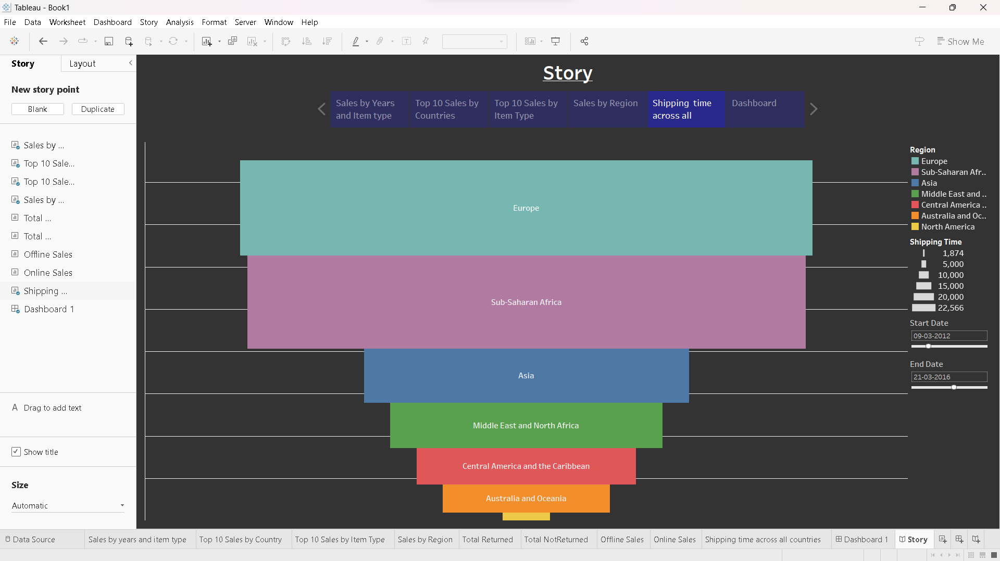 Tableau - Book1
File Data Worksheet Dashboard Story Analysis Format Server Window Help
Show Me
Story Layout
New story point
Blank Duplicate
Sales by ...
Top 10 Sale...
Top 10 Sale...
Sales by ...
Total ...
Total ...
Offline Sales
Online Sales
Shipping ...
Dashboard 1
A Drag to add text
Show title
Size
Automatic
Story
Sales by Years
and Item type
Top 10 Sales by
Countries
Top 10 Sales by
Item Type
Sales by Region
Shipping time
across all
Dashboard
Europe
Sub-Saharan Africa
Asia
Middle East and North Africa
Central America and the Caribbean
Australia and Oceania
Region
Europe
Sub-Saharan Afr..
Asia
Middle East and ..
Central America ..
Australia and Oc..
North America
Shipping Time
1,874
5,000
10,000
15,000
20,000
22,566
Start Date
09-03-2012
End Date
21-03-2016
Data Source Sales by years and item type Top 10 Sales by Country Top 10 Sales by Item Type Sales by Region Total Returned Total NotReturned Offline Sales Online Sales Shipping time across all countries Dashboard 1 Story